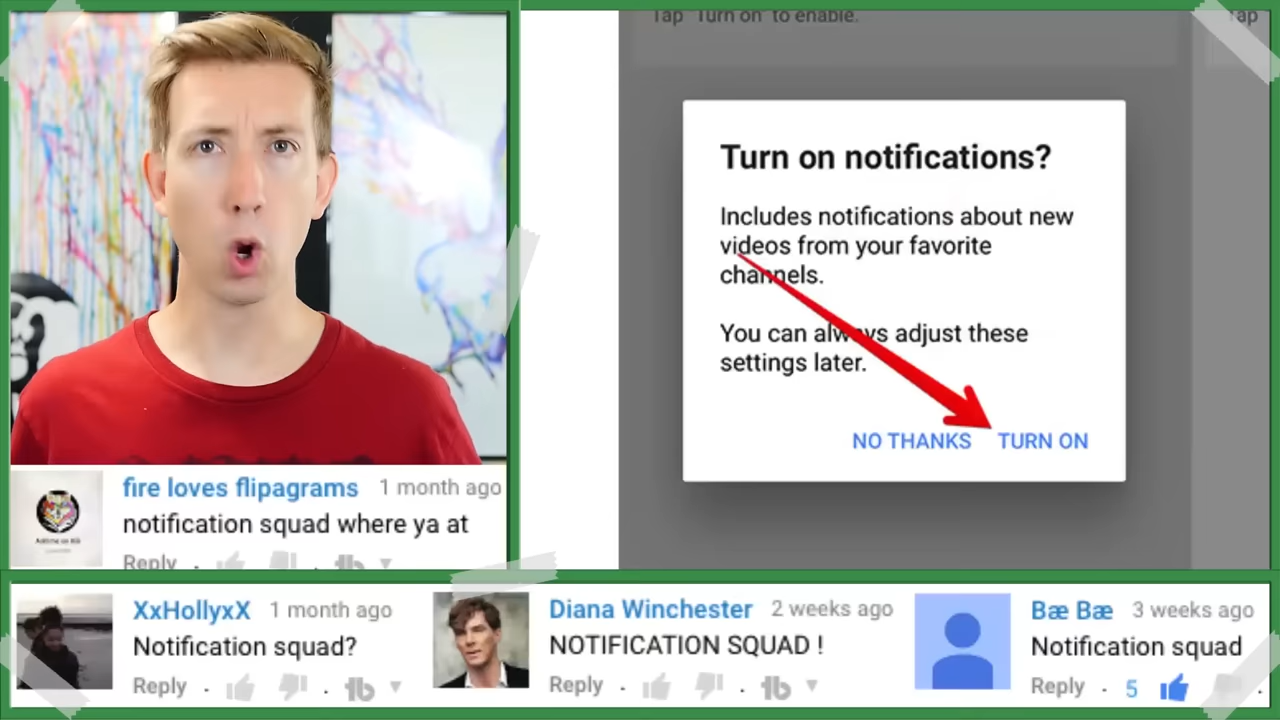 Tap "Turn on" to enable.
Tap
Turn on notifications?
Includes notifications about new
videos from your favorite
channels.
You can always adjust these
settings later.
NO THANKS TURN ON
fire loves flipagrams 1 month ago
notification squad where ya at
Reply
XxHollyxX 1 month ago
Notification squad?
Reply
Diana Winchester 2 weeks ago
NOTIFICATION SQUAD !
Reply
Bæ Bæ 3 weeks ago
Notification squad
Reply 5